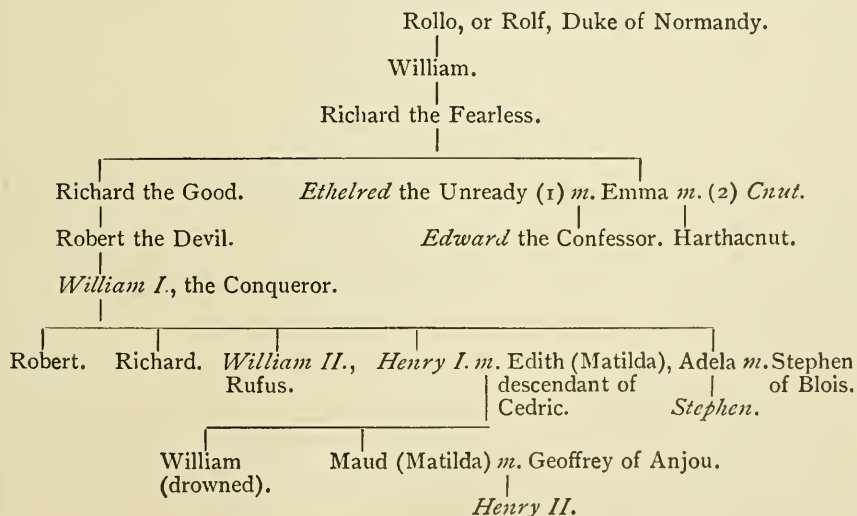 Rollo, or Rolf, Duke of Normandy.
William.
Richard the Fearless.
Richard the Good. Ethelred the Unready (1) m. Emma m. (2) Cnut.
Robert the Devil. Edward the Confessor. Harthacnut.
William I., the Conqueror.
Robert. Richard. William II., Henry I. m. Edith (Matilda), Adela m. Stephen
Rufus. descendant of of Blois.
Cedric. Stephen.
William Maud (Matilda) m. Geoffrey of Anjou.
(drowned).
Henry II.